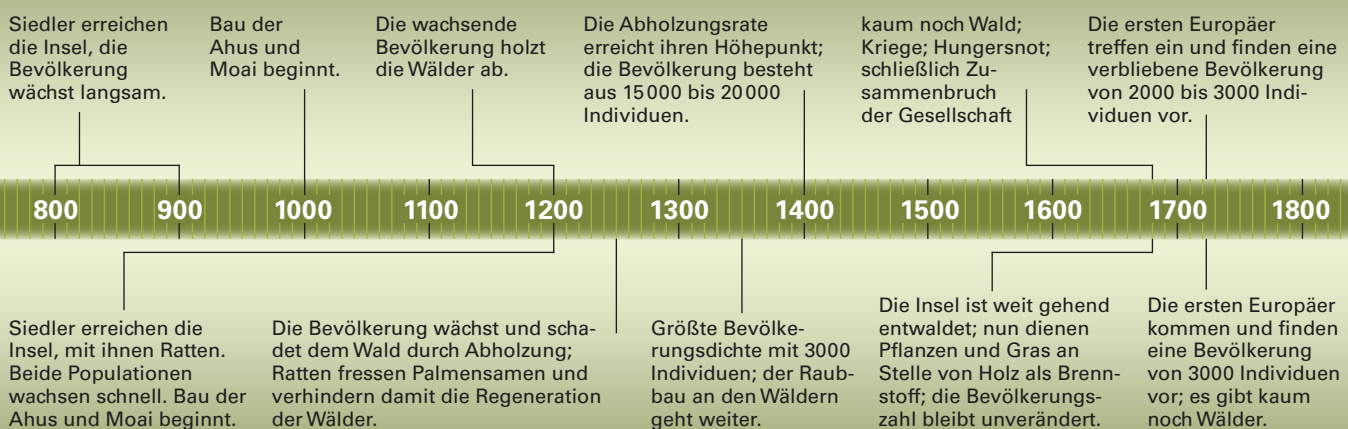 Siedler erreichen
die Insel, die
Bevölkerung
wächst langsam.
Bau der
Ahus und
Moai beginnt.
Die wachsende
Bevölkerung holzt
die Wälder ab.
Die Abholzungsrate
erreicht ihren Höhepunkt;
die Bevölkerung besteht
aus 15 000 bis 20 000
Individuen.
kaum noch Wald;
Kriege; Hungersnot;
schließlich Zu-
sammenbruch
der Gesellschaft
Die ersten Europäer
treffen ein und finden eine
verbliebene Bevölkerung
von 2000 bis 3000 Indi-
viduen vor.
800 900 1000 1100 1200 1300 1400 1500 1600 1700 1800
Siedler erreichen die
Insel, mit ihnen Ratten.
Beide Populationen
wachsen schnell. Bau der
Ahus und Moai beginnt.
Die Bevölkerung wächst und scha-
det dem Wald durch Abholzung;
Ratten fressen Palmensamen und
verhindern damit die Regeneration
der Wälder.
Größte Bevölke-
rungsdichte mit 3000
Individuen; der Raub-
bau an den Wäldern
geht weiter.
Die Insel ist weit gehend
entwaldet; nun dienen
Pflanzen und Gras an
Stelle von Holz als Brenn-
stoff; die Bevölkerungs-
zahl bleibt unverändert.
Die ersten Europäer
kommen und finden
eine Bevölkerung
von 3000 Individuen
vor; es gibt kaum
noch Wälder.